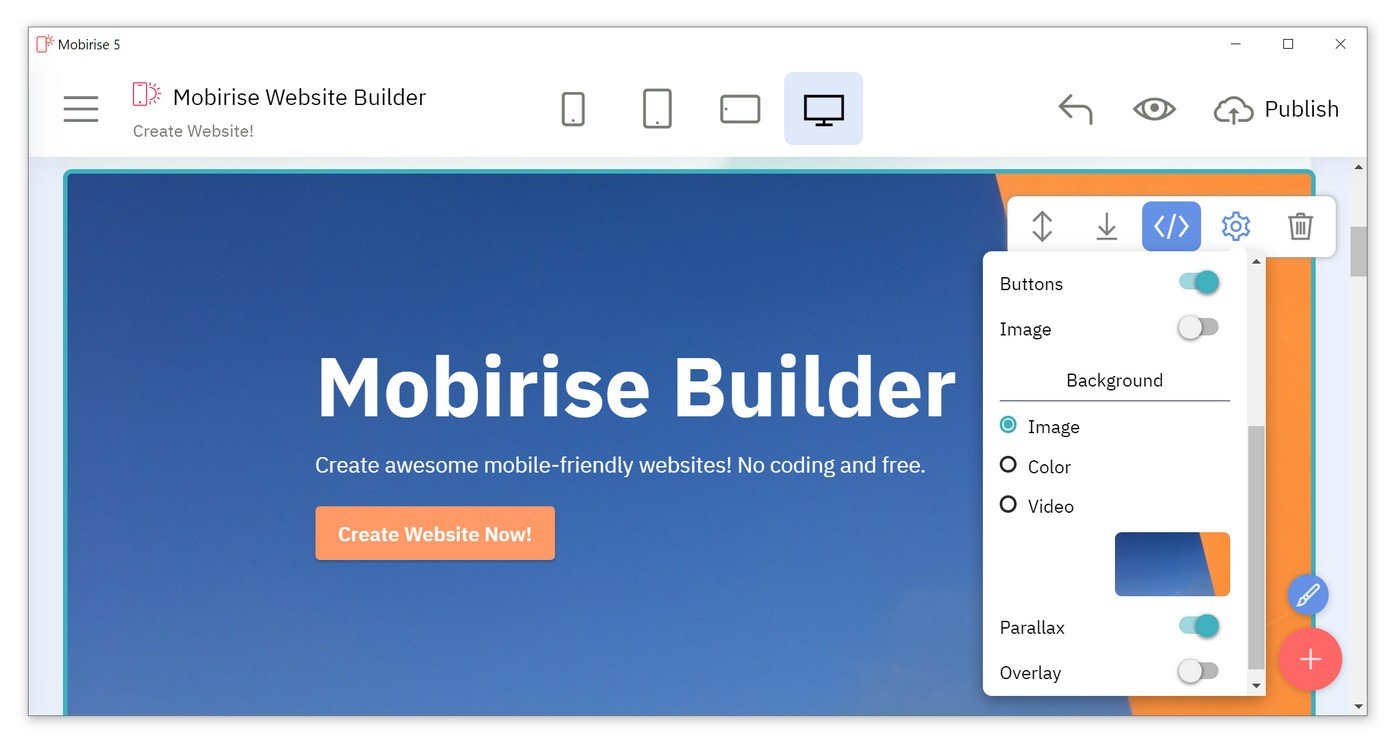 Mobirise 5
Mobirise Website Builder
Create Website!
Publish
Buttons
Image
Background
Image
Color
Video
Parallax
Overlay
Mobirise Builder
Create awesome mobile-friendly websites! No coding and free.
Create Website Now!